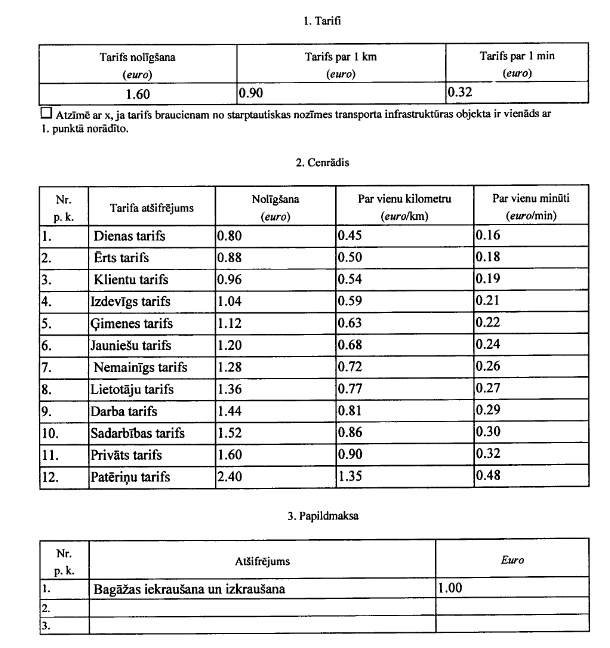 1. Tarifi
Tarifs nolīgšana Tarifs par 1 km Tarifs par 1 min
(euro) (euro) (euro)
1.60 0.90 0.32
Atzīmē ar x, ja tarifs braucienam no starptautiskas nozīmes transporta infrastruktūras objekta ir vienāds ar
1. punktā norādīto.
2. Cenrādis
Nr. Nolīgšana Par vienu kilometru Par vienu minūti
p. k. Tarifa atšifrējums (euro) (euro/km) (euro/min)
1. Dienas tarifs 0.80 0.45 0.16
2. Ērts tarifs 0.88 0.50 0.18
3. Klientu tarifs 0.96 0.54 0.19
4. Izdevīgs tarifs 1.04 0.59 0.21
5. Ģimenes tarifs 1.12 0.63 0.22
6. Jauniešu tarifs 1.20 0.68 0.24
7. Nemainīgs tarifs 1.28 0.72 0.26
8. Lietotāju tarifs 1.36 0.77 0.27
9. Darba tarifs 1.44 0.81 0.29
10. Sadarbības tarifs 1.52 0.86 0.30
11. Privāts tarifs 1.60 0.90 0.32
12. Patēriņu tarifs 2.40 1.35 0.48
3. Papildmaksa
Nr.
p. k. Atšifrējums Euro
1. Bagāžas iekraušana un izkraušana 1.00
2.
3.